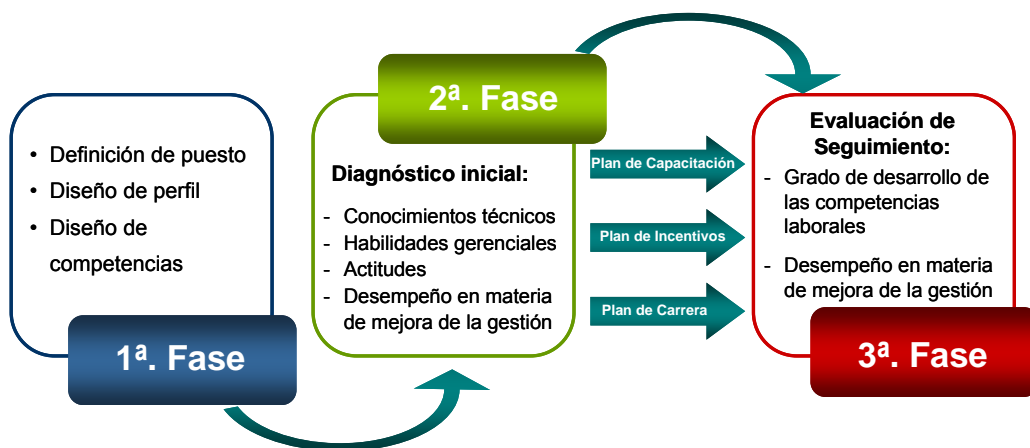 • Definición de puesto
• Diseño de perfil
• Diseño de
competencias
1ª. Fase
2ª. Fase
Diagnóstico inicial:
- Conocimientos técnicos
- Habilidades gerenciales
- Actitudes
- Desempeño en materia
de mejora de la gestión
Plan de Capacitación
Plan de Incentivos
Plan de Carrera
Evaluación de
Seguimiento:
- Grado de desarrollo de
las competencias
laborales
- Desempeño en materia
de mejora de la gestión
3ª. Fase